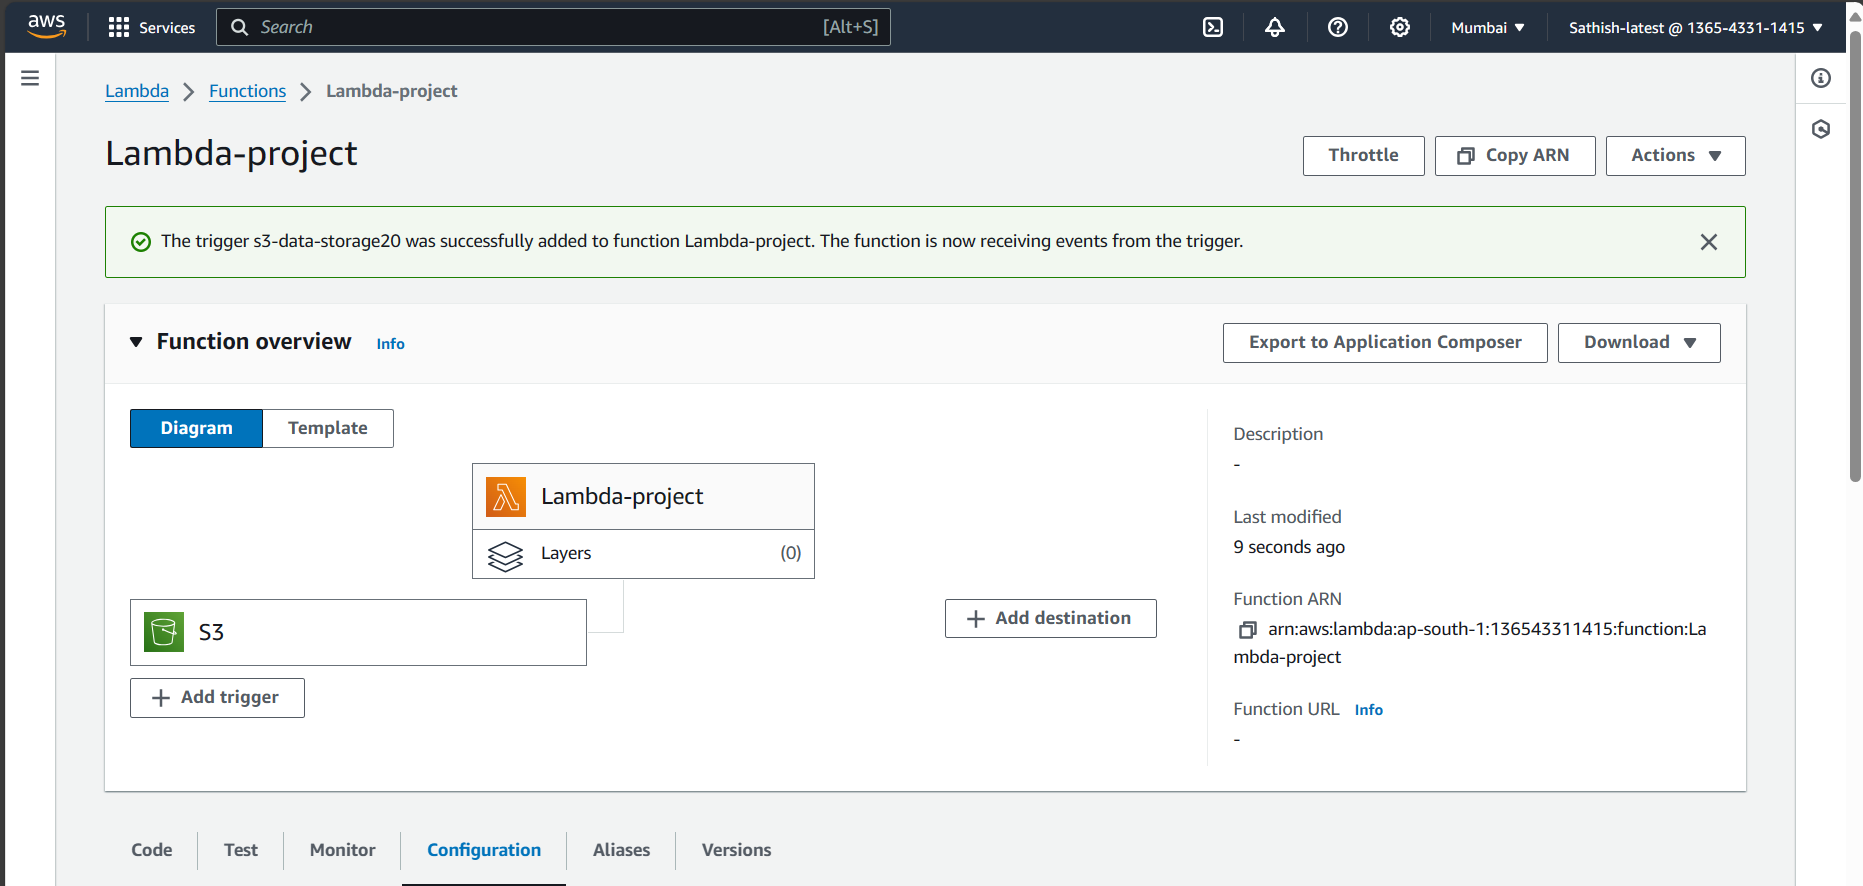 aws
Services
Search [Alt+S]
Mumbai ▼
Sathish-latest @ 1365-4331-1415 ▼
Lambda > Functions > Lambda-project
Lambda-project
Throttle
Copy ARN
Actions ▼
The trigger s3-data-storage20 was successfully added to function Lambda-project. The function is now receiving events from the trigger.
▼ Function overview Info
Export to Application Composer
Download ▼
Diagram
Template
Lambda-project
Layers (0)
S3
+ Add trigger
+ Add destination
Description
-
Last modified
9 seconds ago
Function ARN
arn:aws:lambda:ap-south-1:136543311415:function:La
mbda-project
Function URL Info
-
Code
Test
Monitor
Configuration
Aliases
Versions